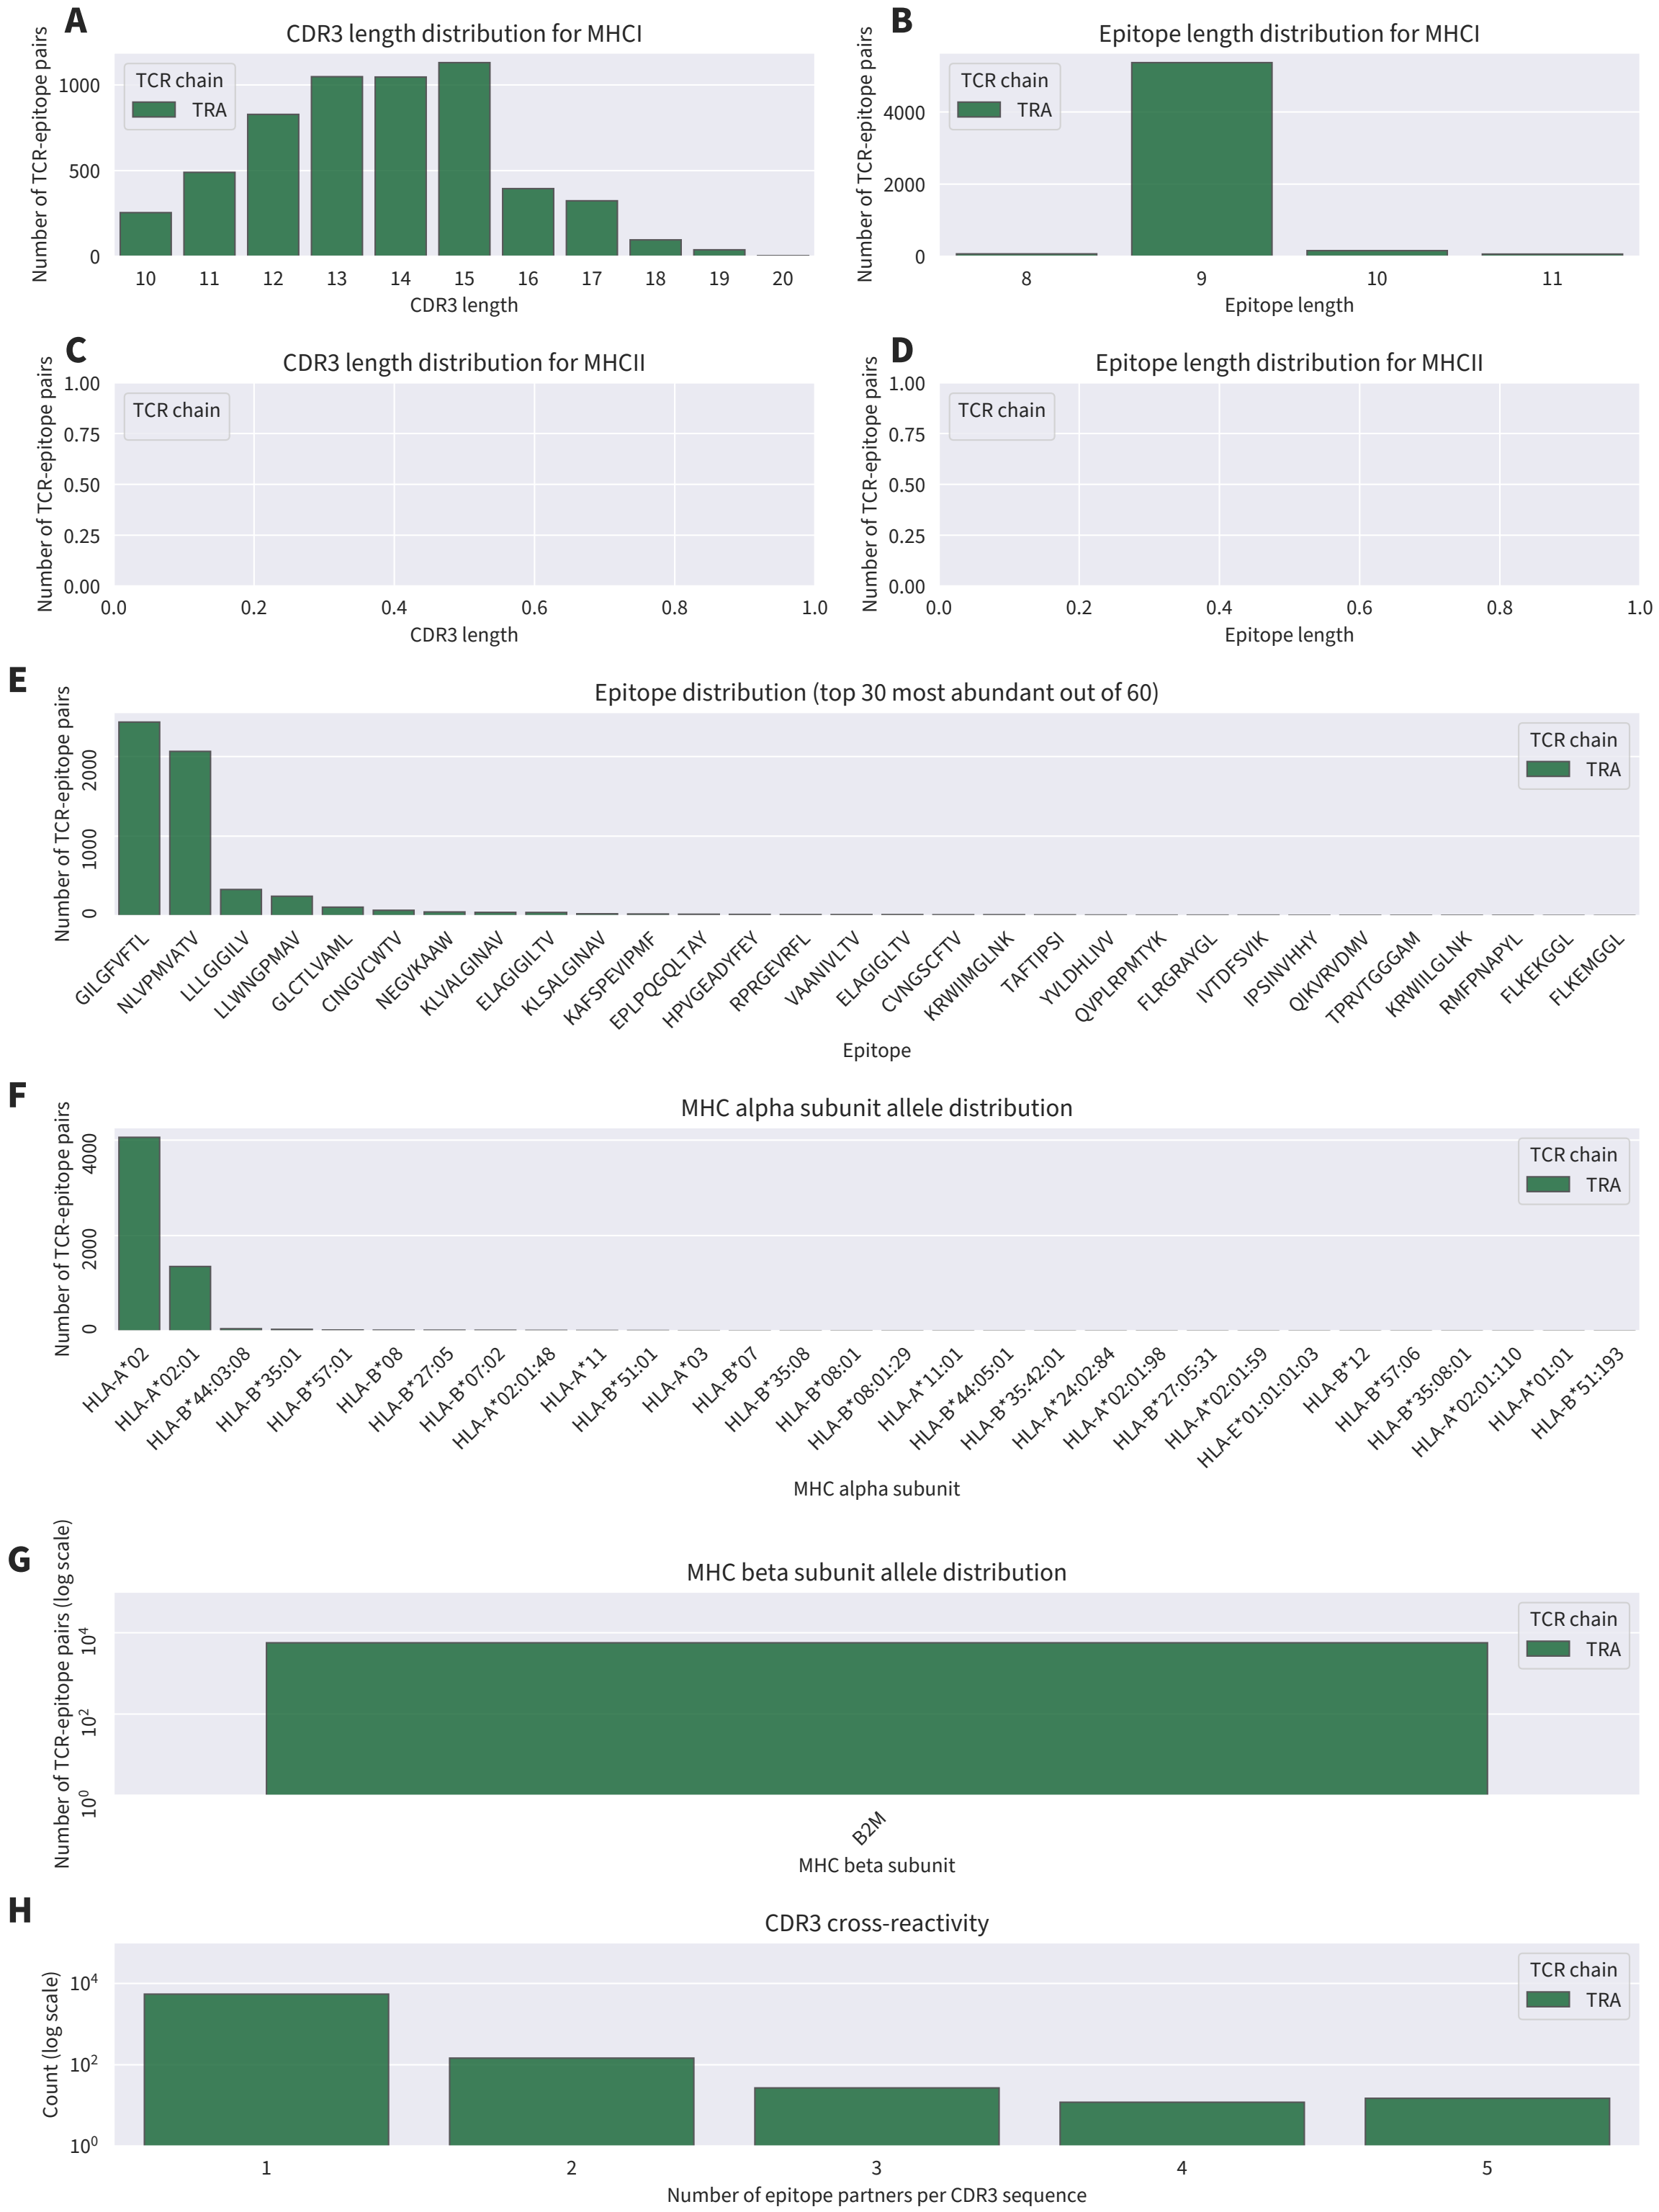 A
CDR3 length distribution for MHCI
Number of TCR-epitope pairs
1000
500
0
TCR chain
TRA
10 11 12 13 14 15 16 17 18 19 20
CDR3 length
B
Epitope length distribution for MHCI
Number of TCR-epitope pairs
4000
2000
0
TCR chain
TRA
8 9 10 11
Epitope length
C
CDR3 length distribution for MHCII
Number of TCR-epitope pairs
1.00
0.75
0.50
0.25
0.00
TCR chain
0.0 0.2 0.4 0.6 0.8 1.0
CDR3 length
D
Epitope length distribution for MHCII
Number of TCR-epitope pairs
1.00
0.75
0.50
0.25
0.00
TCR chain
0.0 0.2 0.4 0.6 0.8 1.0
Epitope length
E
Epitope distribution (top 30 most abundant out of 60)
Number of TCR-epitope pairs
2000
1000
0
TCR chain
TRA
GILGFVFTL
NLVPMVATV
LLLGIGILV
LLWNGPMAV
GLCTLVAML
CINGVCWTV
NEGVKAAW
KLVALGINAV
ELAGIGILTV
KLSALGINAV
KAFSPEVIPMF
EPLPQGQLTAY
HPVGEADYFEY
RPRGEVRFL
VAANIVLTV
ELAGIGLTV
CVNGSCFTV
KRWIIMGLNK
TAFTIPSI
YVLDHLIVV
QVPLRPMTYK
FLRGRAYGL
IVTDFSVIK
IPSINVHHY
QIKVRVDMV
TPRVTGGGAM
KRWIILGLNK
RMFPNAPYL
FLKEKGGL
FLKEMGGL
Epitope
F
MHC alpha subunit allele distribution
Number of TCR-epitope pairs
4000
2000
0
TCR chain
TRA
HLA-A*02
HLA-A*02:01
HLA-B*44:03:08
HLA-B*35:01
HLA-B*57:01
HLA-B*08
HLA-B*27:05
HLA-B*07:02
HLA-A*02:01:48
HLA-A*11
HLA-B*51:01
HLA-A*03
HLA-B*07
HLA-B*35:08
HLA-B*08:01
HLA-B*08:01:29
HLA-A*11:01
HLA-B*44:05:01
HLA-B*35:42:01
HLA-A*24:02:84
HLA-A*02:01:98
HLA-B*27:05:31
HLA-A*02:01:59
HLA-E*01:01:01:03
HLA-B*12
HLA-B*57:06
HLA-B*35:08:01
HLA-A*02:01:110
HLA-A*01:01
HLA-B*51:193
MHC alpha subunit
G
MHC beta subunit allele distribution
Number of TCR-epitope pairs (log scale)
10^4
10^2
10^0
TCR chain
TRA
B2M
MHC beta subunit
H
CDR3 cross-reactivity
Count (log scale)
10^4
10^2
10^0
TCR chain
TRA
1 2 3 4 5
Number of epitope partners per CDR3 sequence